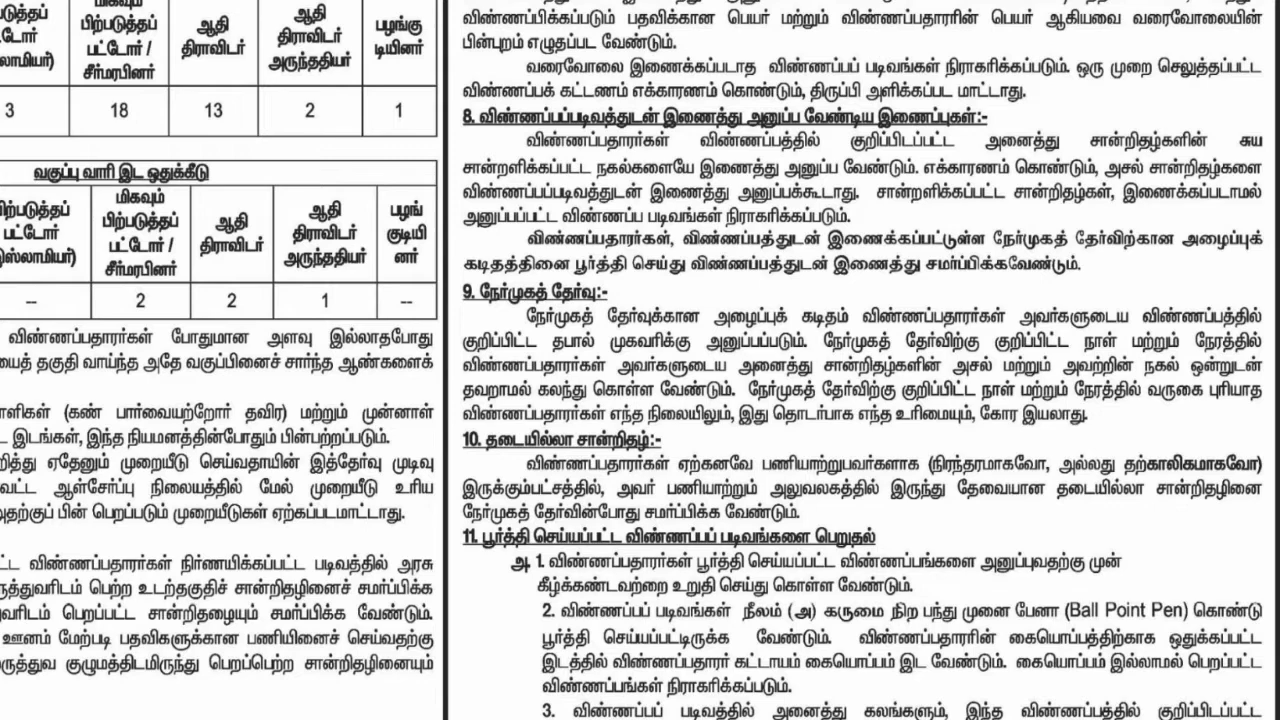 மிகவும்
பிற்படுத்தப்
பட்டோர் /
சீர்மரபினர்
ஆதி
திராவிடர்
ஆதி
திராவிடர்
அருந்ததியர்
பழங்கு
டியினர்
3 18 13 2 1
வகுப்பு வாரி இட ஒதுக்கீடு
பட்டோர்
மிகவும்
பிற்படுத்தப்
பட்டோர் /
சீர்மரபினர்
ஆதி
திராவிடர்
ஆதி
திராவிடர்
அருந்ததியர்
பழங்
குடியி
னர்
-- 2 2 1 --
விண்ணப்பதாரர்கள் போதுமான அளவு இல்லாதபோது
தகுதி வாய்ந்த அதே வகுப்பினைச் சார்ந்த ஆண்களைக்
(கண் பார்வையற்றோர் தவிர) மற்றும் முன்னாள்
இடங்கள், இந்த நியமனத்தின்போதும் பின்பற்றப்படும்.
ஏதேனும் முறையீடு செய்வதாயின் இத்தேர்வு முடிவு
ஆள்சேர்ப்பு நிலையத்தில் மேல் முறையீடு உரிய
பின் பெறப்படும் முறையீடுகள் ஏற்கப்படமாட்டாது.
விண்ணப்பதாரர்கள் நிர்ணயிக்கப்பட்ட படிவத்தில் அரசு
பெற்ற உடற்தகுதிச் சான்றிதழினைச் சமர்ப்பிக்க
பெறப்பட்ட சான்றிதழையும் சமர்ப்பிக்க வேண்டும்.
ஊனம் மேற்படி பதவிகளுக்கான பணியினைச் செய்வதற்கு
குழுமத்திடமிருந்து பெறப்பெற்ற சான்றிதழினையும்
விண்ணப்பிக்கப்படும் பதவிக்கான பெயர் மற்றும் விண்ணப்பதாரரின் பெயர் ஆகியவை வரைவோலையின்
பின்புறம் எழுதப்பட வேண்டும்.
வரைவோலை இணைக்கப்படாத விண்ணப்பப் படிவங்கள் நிராகரிக்கப்படும். ஒரு முறை செலுத்தப்பட்ட
விண்ணப்பக் கட்டணம் எக்காரணம் கொண்டும், திருப்பி அளிக்கப்பட மாட்டாது.
8. விண்ணப்பப்படிவத்துடன் இணைத்து அனுப்ப வேண்டிய இணைப்புகள்:-
விண்ணப்பதாரர்கள் விண்ணப்பத்தில் குறிப்பிடப்பட்ட அனைத்து சான்றிதழ்களின் சுய
சான்றளிக்கப்பட்ட நகல்களையே இணைத்து அனுப்ப வேண்டும். எக்காரணம் கொண்டும், அசல் சான்றிதழ்களை
விண்ணப்பப்படிவத்துடன் இணைத்து அனுப்பக்கூடாது. சான்றளிக்கப்பட்ட சான்றிதழ்கள், இணைக்கப்படாமல்
அனுப்பப்பட்ட விண்ணப்ப படிவங்கள் நிராகரிக்கப்படும்.
விண்ணப்பதாரர்கள், விண்ணப்பத்துடன் இணைக்கப்பட்டுள்ள நேர்முகத் தேர்விற்கான அழைப்புக்
கடிதத்தினை பூர்த்தி செய்து விண்ணப்பத்துடன் இணைத்து சமர்ப்பிக்கவேண்டும்.
9. நேர்முகத் தேர்வு:-
நேர்முகத் தேர்வுக்கான அழைப்புக் கடிதம் விண்ணப்பதாரர்கள் அவர்களுடைய விண்ணப்பத்தில்
குறிப்பிட்ட தபால் முகவரிக்கு அனுப்பப்படும். நேர்முகத் தேர்விற்கு குறிப்பிட்ட நாள் மற்றும் நேரத்தில்
விண்ணப்பதாரர்கள் அவர்களுடைய அனைத்து சான்றிதழ்களின் அசல் மற்றும் அவற்றின் நகல் ஒன்றுடன்
தவறாமல் கலந்து கொள்ள வேண்டும். நேர்முகத் தேர்விற்கு குறிப்பிட்ட நாள் மற்றும் நேரத்தில் வருகை புரியாத
விண்ணப்பதாரர்கள் எந்த நிலையிலும், இது தொடர்பாக எந்த உரிமையும், கோர இயலாது.
10. தடையில்லா சான்றிதழ்:-
விண்ணப்பதாரர்கள் ஏற்கனவே பணியாற்றுபவர்களாக (நிரந்தரமாகவோ, அல்லது தற்காலிகமாகவோ)
இருக்கும்பட்சத்தில், அவர் பணியாற்றும் அலுவலகத்தில் இருந்து தேவையான தடையில்லா சான்றிதழினை
நேர்முகத் தேர்வின்போது சமர்ப்பிக்க வேண்டும்.
11. பூர்த்தி செய்யப்பட்ட விண்ணப்பப் படிவங்களை பெறுதல்
அ. 1. விண்ணப்பதாரர்கள் பூர்த்தி செய்யப்பட்ட விண்ணப்பங்களை அனுப்புவதற்கு முன்
கீழ்க்கண்டவற்றை உறுதி செய்து கொள்ள வேண்டும்.
2. விண்ணப்பப் படிவங்கள் நீலம் (அ) கருமை நிற பந்து முனை பேனா (Ball Point Pen) கொண்டு
பூர்த்தி செய்யப்பட்டிருக்க வேண்டும். விண்ணப்பதாரரின் கையொப்பத்திற்காக ஒதுக்கப்பட்ட
இடத்தில் விண்ணப்பதாரர் கட்டாயம் கையொப்பம் இட வேண்டும். கையொப்பம் இல்லாமல் பெறப்பட்ட
விண்ணப்பங்கள் நிராகரிக்கப்படும்.
3. விண்ணப்பப் படிவத்தில் அனைத்து கலங்களும், இந்த விண்ணப்பத்தில் குறிப்பிடப்பட்ட